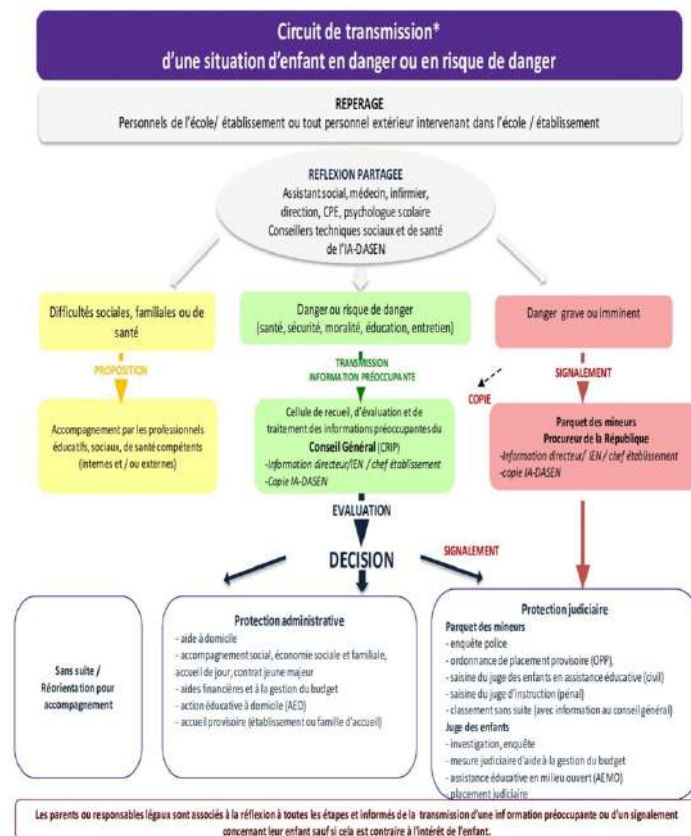 Circuit de transmission*
d'une situation d'enfant en danger ou en risque de danger
REPERAGE
Personnels de l'école/ établissement ou tout personnel extérieur intervenant dans l'école / établissement
REFLEXION PARTAGEE
Assistant social, médecin, infirmier,
direction, CPE, psychologue scolaire
Conseillers techniques sociaux et de santé
de l'IA-DASEN
Difficultés sociales, familiales ou de
santé
Danger ou risque de danger
(santé, sécurité, moralité, éducation, entretien)
Danger grave ou imminent
PROPOSITION
TRANSMISSION
INFORMATION PRÉOCCUPANTE
SIGNALEMENT
COPIE
Accompagnement par les professionnels
éducatifs, sociaux, de santé compétents
(internes et / ou externes)
Cellule de recueil, d'évaluation et de
traitement des informations préoccupantes du
Conseil Général (CRIP)
-Information directeur/IEN / chef établissement
-Copie IA-DASEN
Parquet des mineurs
Procureur de la République
-Information directeur/ IEN / chef établissement
-copie IA-DASEN
EVALUATION
DECISION
SIGNALEMENT
Sans suite /
Réorientation pour
accompagnement
Protection administrative
- aide à domicile
- accompagnement social, économie sociale et familiale,
accueil de jour, contrat jeune majeur
- aides financières et à la gestion du budget
- action éducative à domicile (AED)
- accueil provisoire (établissement ou famille d'accueil)
Protection judiciaire
Parquet des mineurs
- enquête police
- ordonnance de placement provisoire (OPP),
- saisine du juge des enfants en assistance éducative (civil)
- saisine du juge d'instruction (pénal)
- classement sans suite (avec information au conseil général)
Juge des enfants
- investigation, enquête
- mesure judiciaire d'aide à la gestion du budget
- assistance éducative en milieu ouvert (AEMO)
- placement judiciaire
Les parents ou responsables légaux sont associés à la réflexion à toutes les étapes et informés de la transmission d'une information préoccupante ou d'un signalement
concernant leur enfant sauf si cela est contraire à l'intérêt de l'enfant.